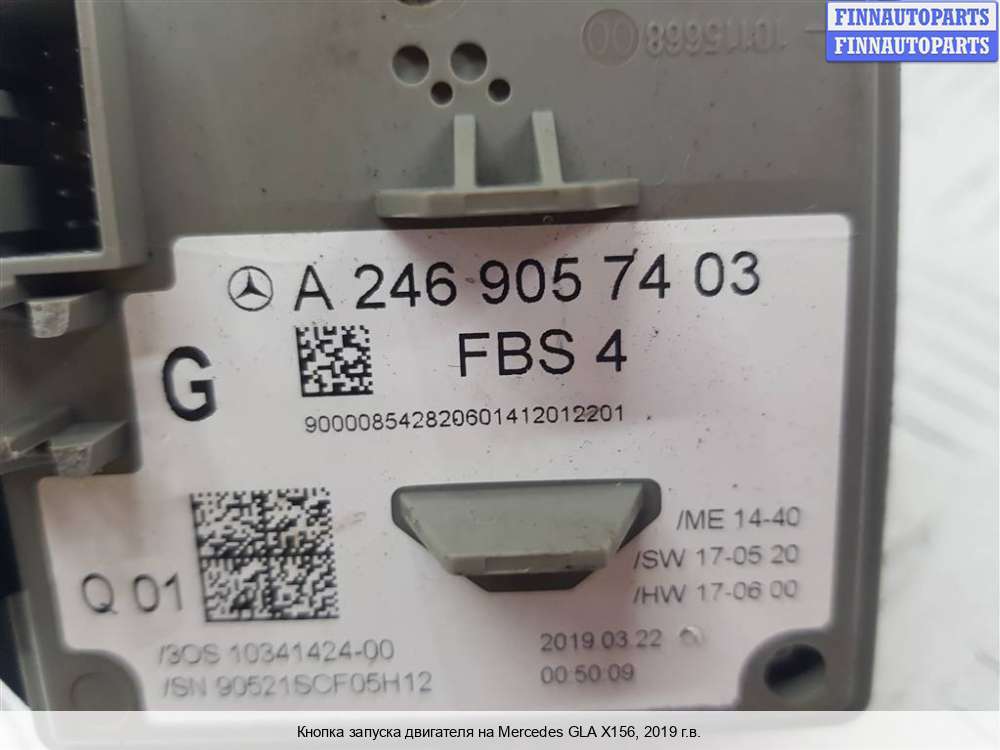 FINNAUTOPARTS
FINNAUTOPARTS
10115668 00
A 246 905 74 03
G
FBS 4
900008542820601412012201
/ME 14-40
/SW 17-05 20
/HW 17-06 00
Q 01
/3OS 10341424-00
/SN 90521SCF05H12
2019.03.22
00:50:09
Кнопка запуска двигателя на Mercedes GLA X156, 2019 г.в.